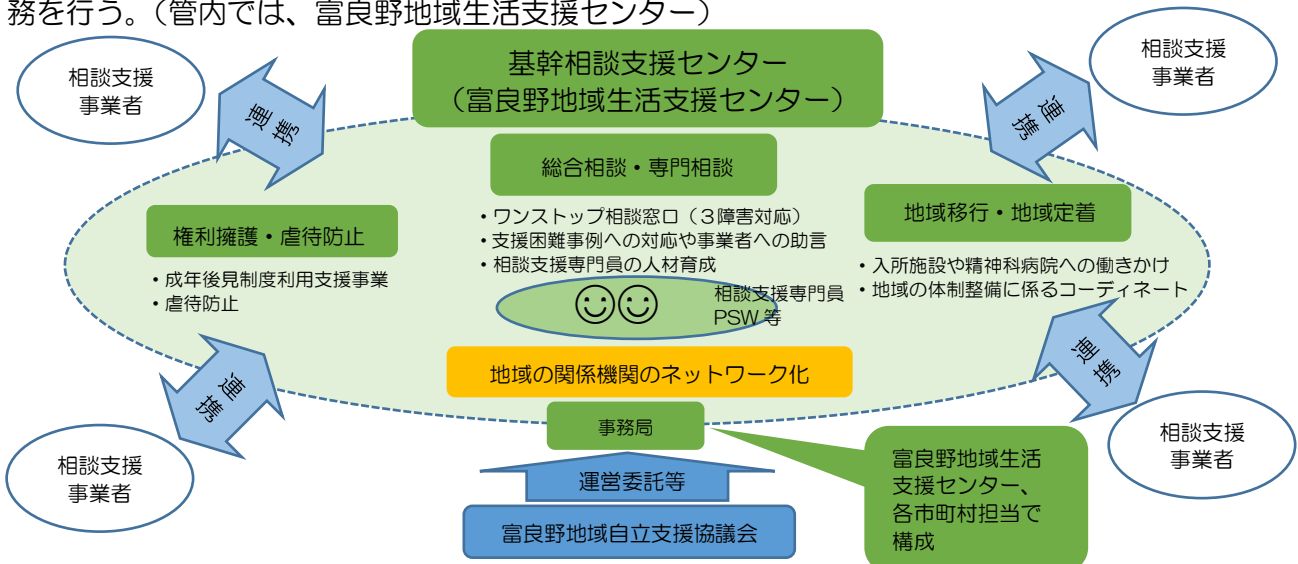 務を行う。（管内では、富良野地域生活支援センター）
相談支援
事業者
連携
基幹相談支援センター
（富良野地域生活支援センター）
連携
相談支援
事業者
総合相談・専門相談
・ワンストップ相談窓口（３障害対応）
・支援困難事例への対応や事業者への助言
・相談支援専門員の人材育成
権利擁護・虐待防止
・成年後見制度利用支援事業
・虐待防止
地域移行・地域定着
・入所施設や精神科病院への働きかけ
・地域の体制整備に係るコーディネート
相談支援専門員
PSW 等
地域の関係機関のネットワーク化
連携
連携
事務局
相談支援
事業者
相談支援
事業者
運営委託等
富良野地域自立支援協議会
富良野地域生活
支援センター、
各市町村担当で
構成